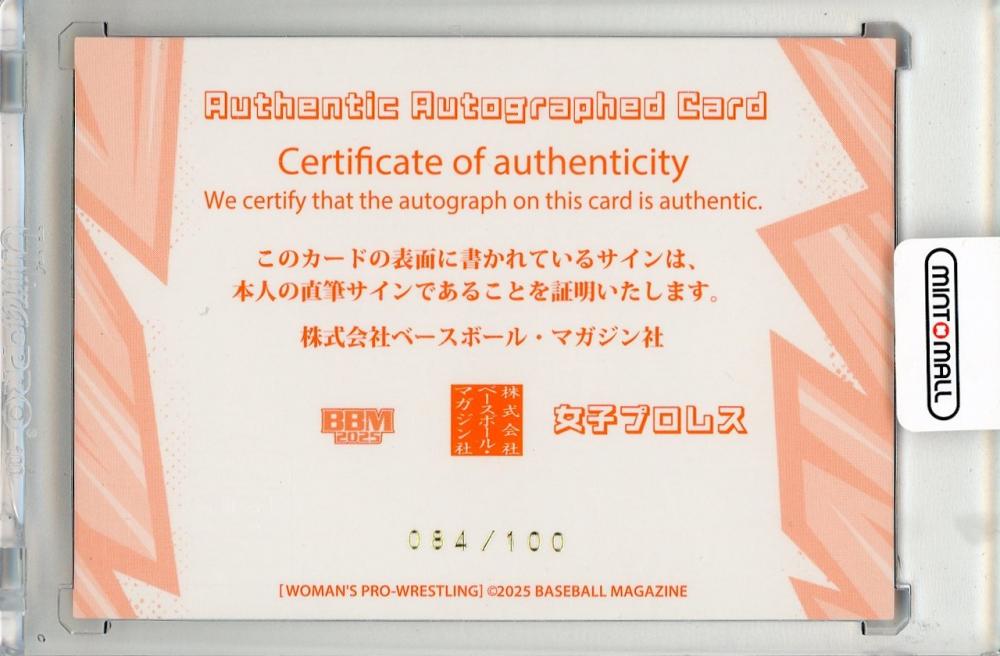 Authentic Autographed Card
Certificate of authenticity
We certify that the autograph on this card is authentic.
このカードの表面に書かれているサインは、
本人の直筆サインであることを証明いたします。
株式会社ベースボール・マガジン社
BBM
2025
株式会社
ベースボール・
マガジン社
女子プロレス
084/100
[WOMAN'S PRO-WRESTLING] ©2025 BASEBALL MAGAZINE
MINTOMALL